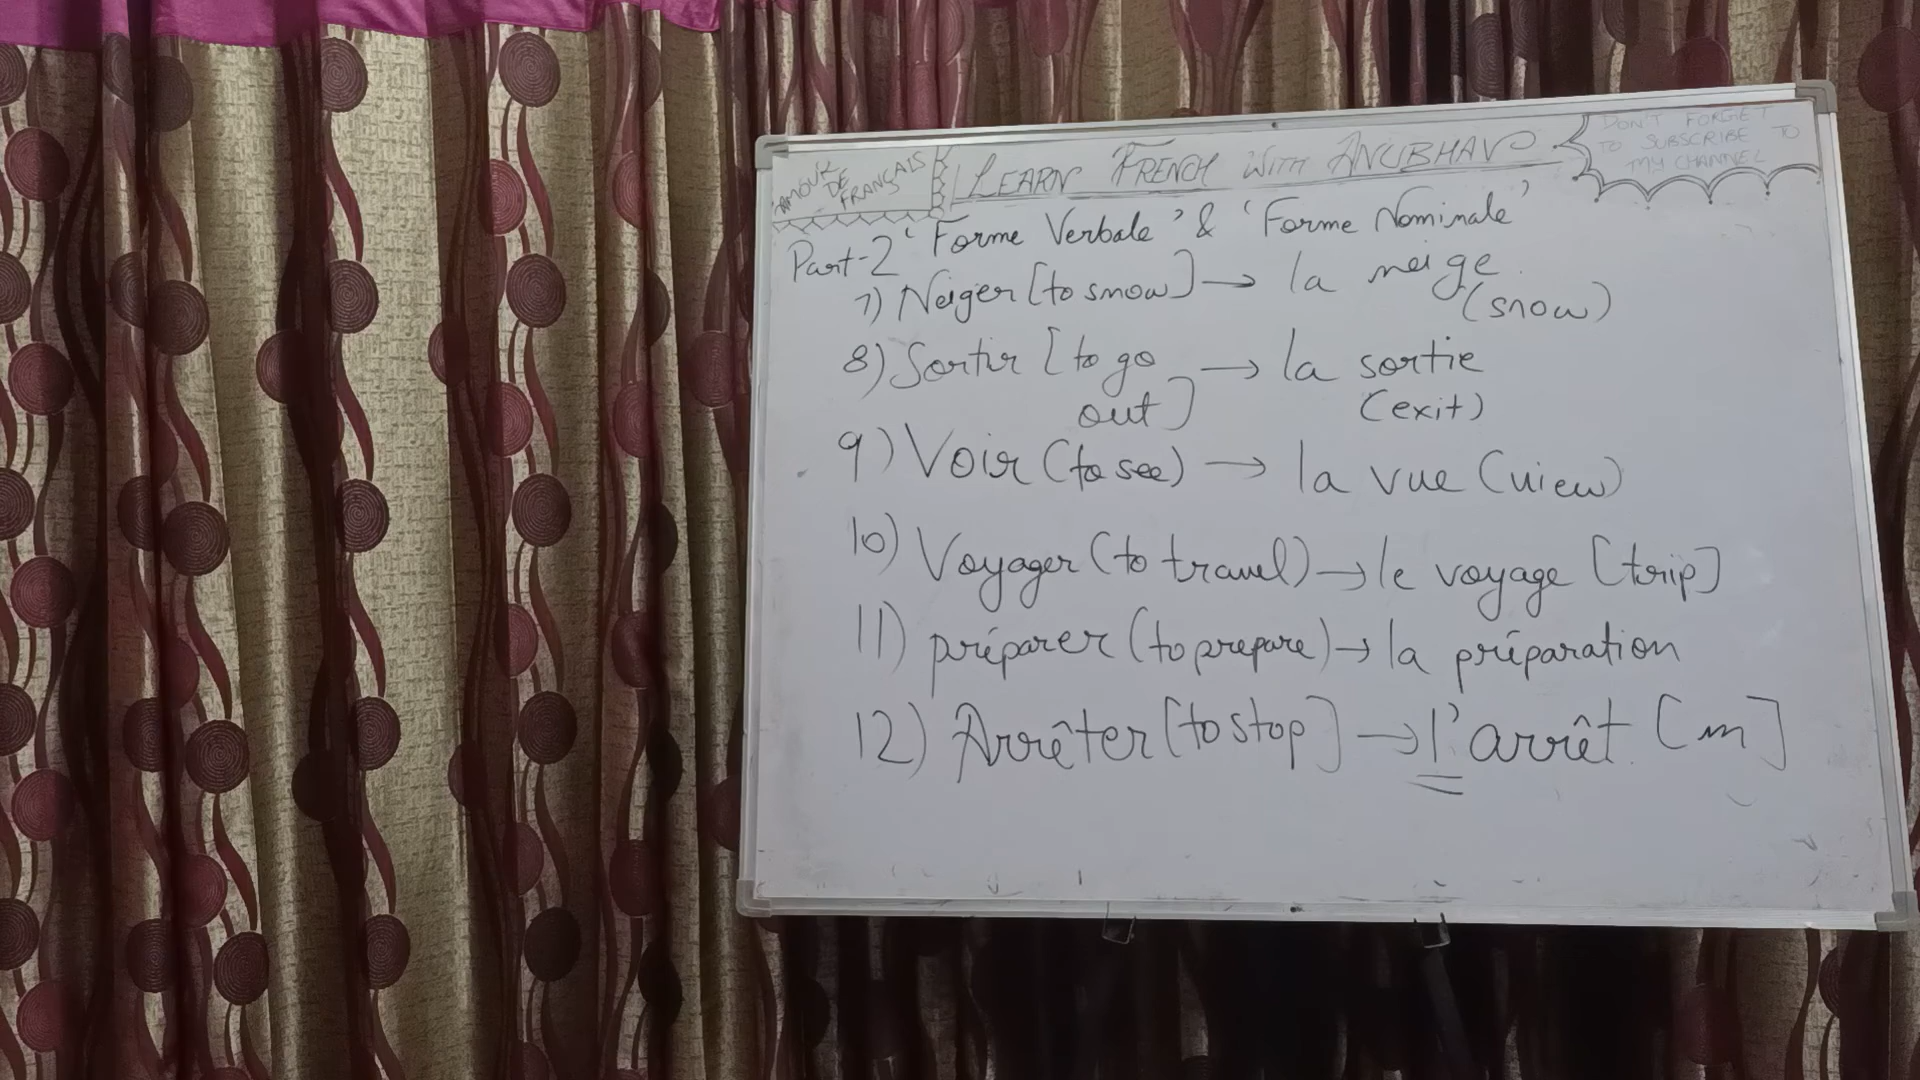 AMOUR
DE
FRANÇAIS
LEARN FRENCH WITH ANUBHAV
DON'T FORGET
TO SUBSCRIBE TO
MY CHANNEL
Part-2 'Forme Verbale' & 'Forme Nominale'
7) Neiger [to snow] → la neige
(snow)
8) Sortir [to go → la sortie
out] (exit)
9) Voir (to see) → la vue (view)
10) Voyager (to travel) → le voyage [trip]
11) préparer (to prepare) → la préparation
12) Arrêter [to stop] → l'arrêt [m]